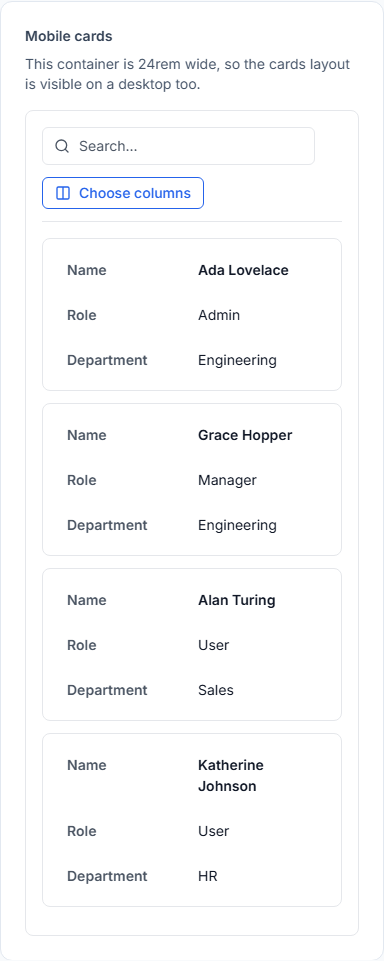 Mobile cards
This container is 24rem wide, so the cards layout
is visible on a desktop too.
Search...
Choose columns
Name Ada Lovelace
Role Admin
Department Engineering
Name Grace Hopper
Role Manager
Department Engineering
Name Alan Turing
Role User
Department Sales
Name Katherine
Johnson
Role User
Department HR